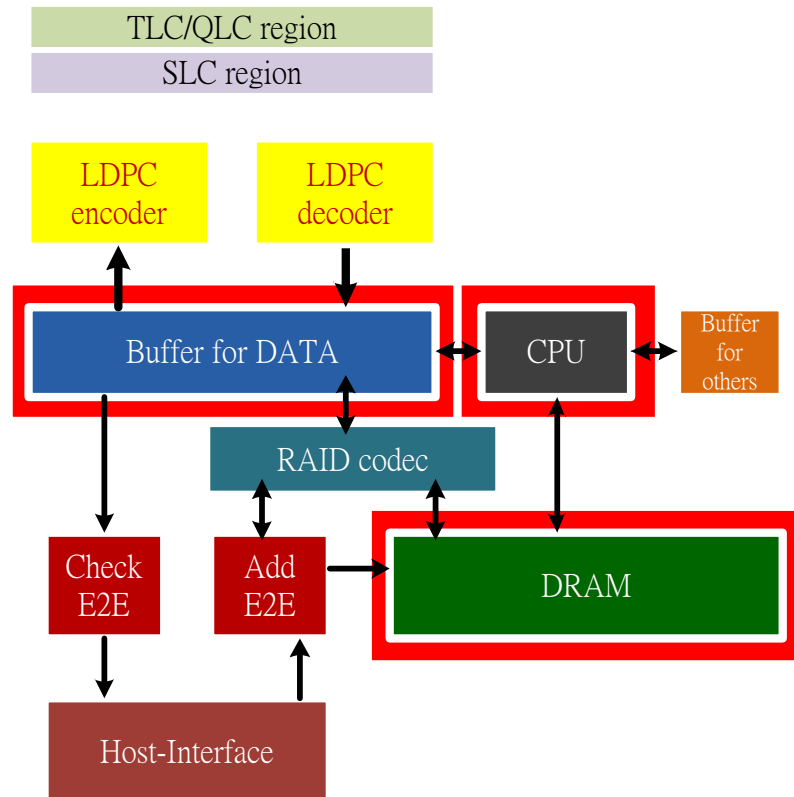 TLC/QLC region
SLC region
LDPC
encoder
LDPC
decoder
Buffer for DATA
CPU
Buffer
for
others
RAID codec
Check
E2E
Add
E2E
DRAM
Host-Interface